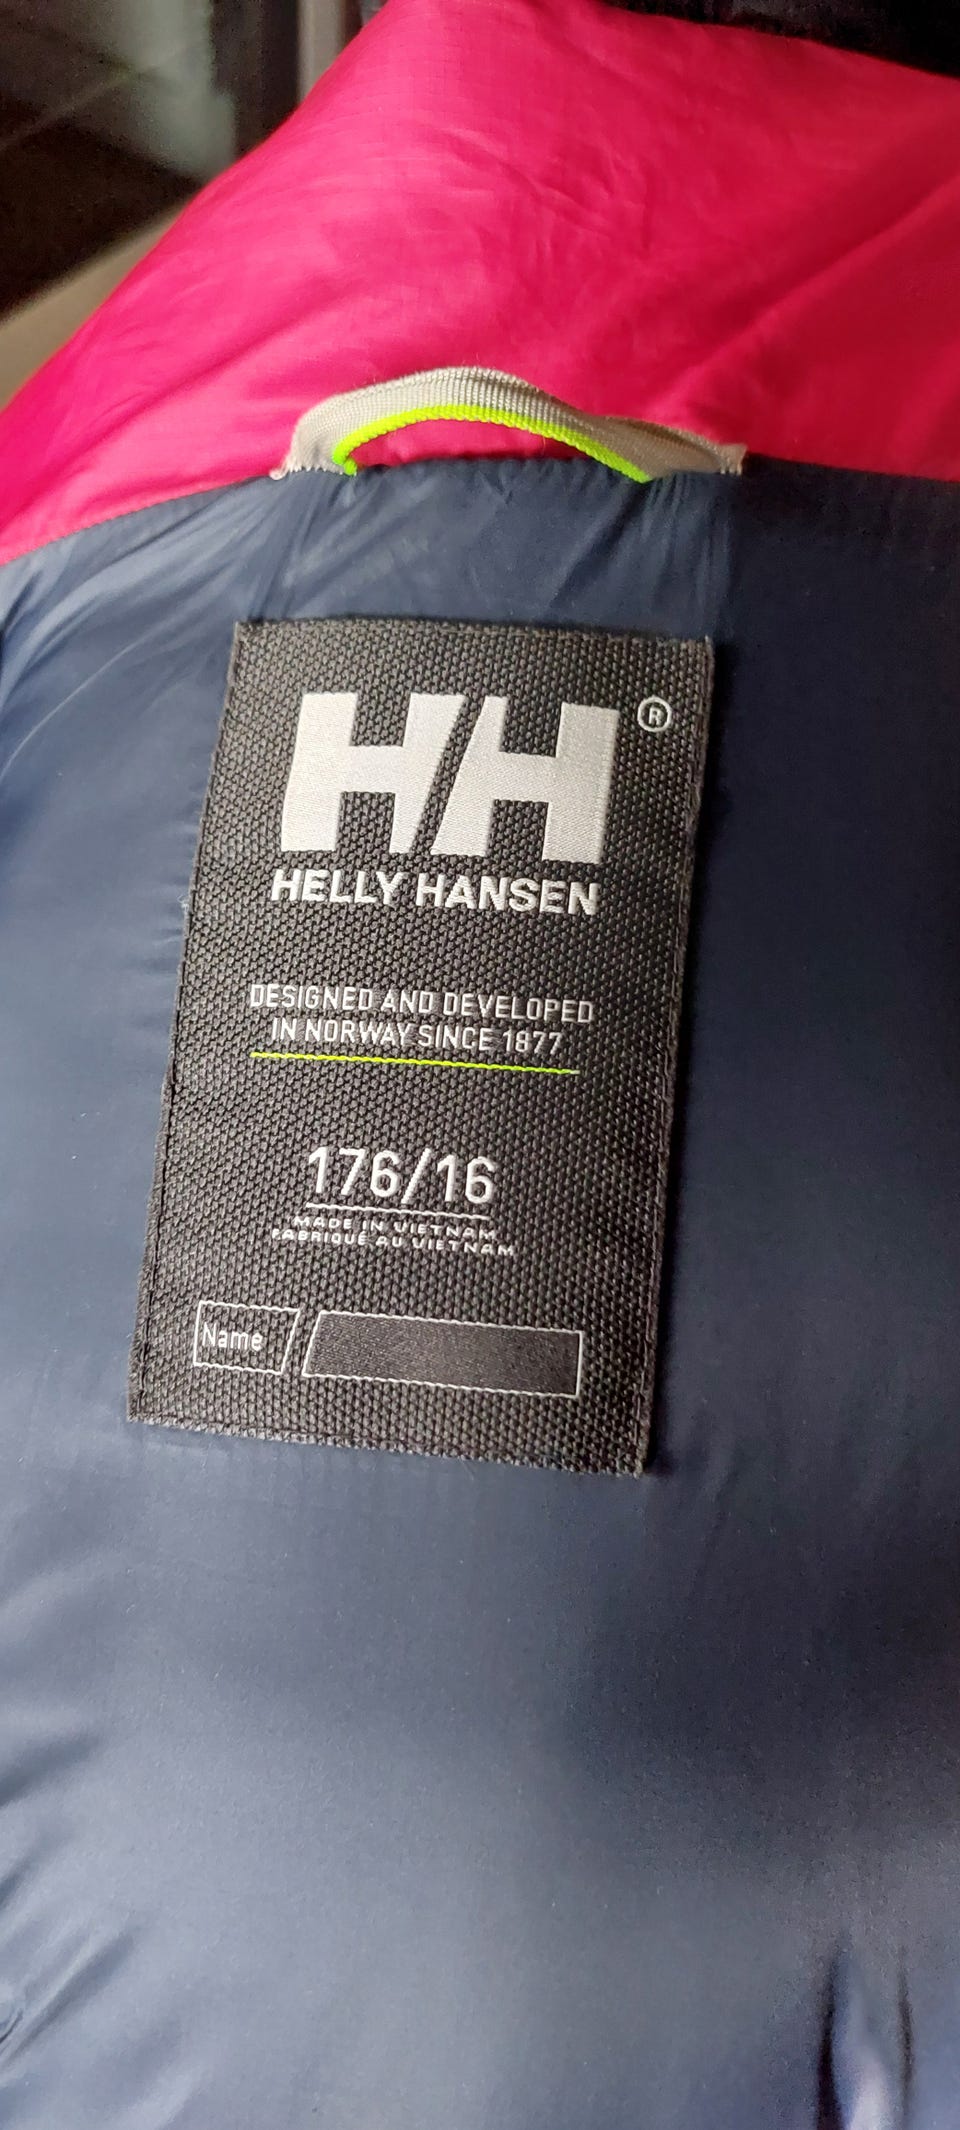 HH®
HELLY HANSEN
DESIGNED AND DEVELOPED
IN NORWAY SINCE 1877
176/16
MADE IN VIETNAM
FABRIQUÉ AU VIETNAM
Name